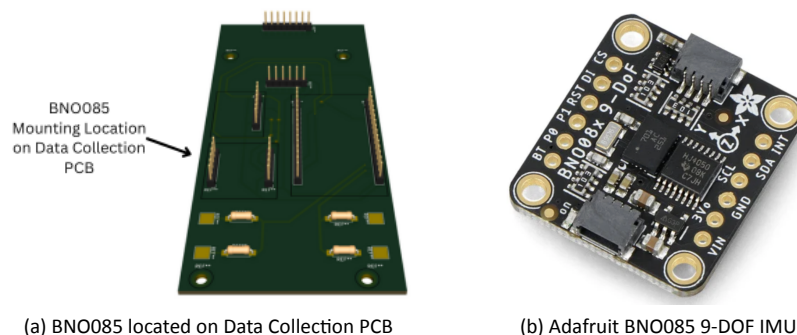 BNO085
Mounting Location
on Data Collection
PCB
BNO08x 9-DoF
BT P0 P1 RST DI CS
VIN 3Vo GND SCL SDA INT
on
Z
Y
(a) BNO085 located on Data Collection PCB
(b) Adafruit BNO085 9-DOF IMU